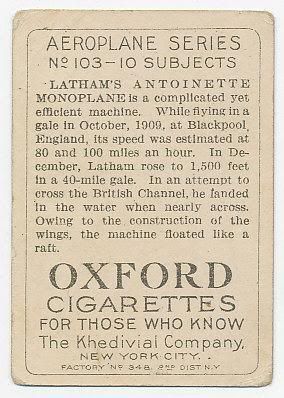 AEROPLANE SERIES
No 103-10 SUBJECTS
LATHAM'S ANTOINETTE
MONOPLANE is a complicated yet
efficient machine. While flying in a
gale in October, 1909, at Blackpool,
England, its speed was estimated at
80 and 100 miles an hour. In De-
cember, Latham rose to 1,500 feet
in a 40-mile gale. In an attempt to
cross the British Channel, he landed
in the water when nearly across.
Owing to the construction of the
wings, the machine floated like a
raft.
OXFORD
CIGARETTES
FOR THOSE WHO KNOW
The Khedivial Company,
NEW YORK CITY.
FACTORY No 348, 2ND DIST. N.Y.